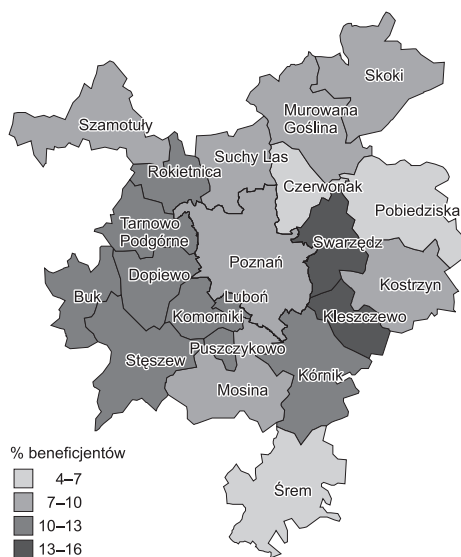 Skoki
Murowana
Goślina
Szamotuły
Suchy Las
Rokietnica
Czerwonak
Pobiedziska
Tarnowo
Podgórne
Swarzędz
Poznań
Dopiewo
Kostrzyn
Buk
Luboń
Komorniki
Kleszczewo
Puszczykowo
Stęszew
Kórnik
Mosina
% beneficjentów
4–7
7–10
10–13
13–16
Śrem